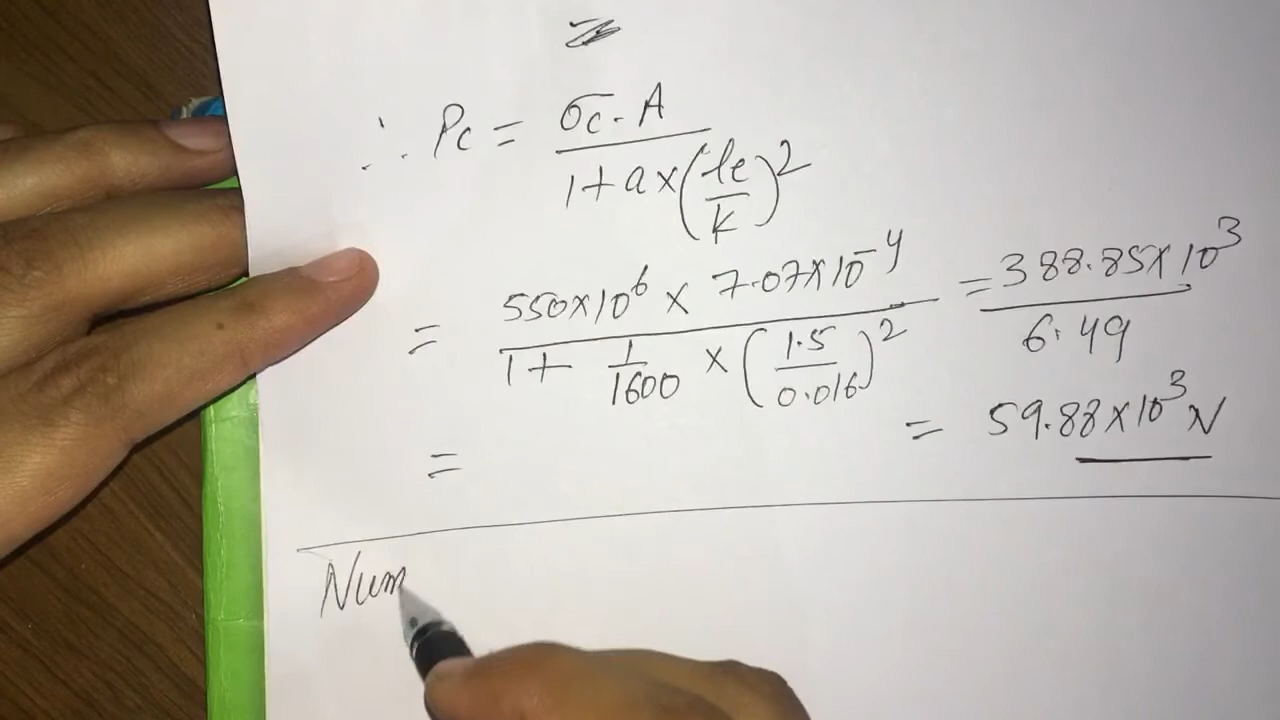 ∴ Pc = σc·A / 1 + a × (le/k)²
= 550×10⁶ × 7.07×10⁻⁴ / 1 + 1/1600 × (1.5/0.016)² = 388.85×10³ / 6.49
= 59.88×10³ N
=
Num